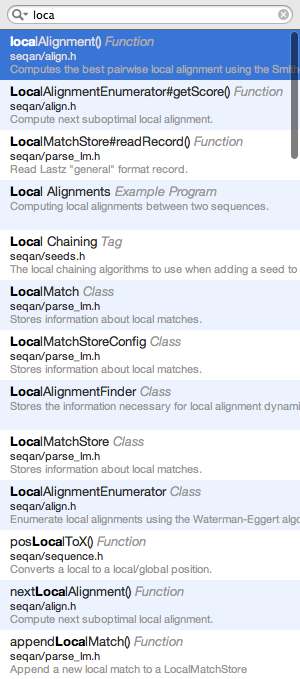 loca
localAlignment() Function
seqan/align.h
Computes the best pairwise local alignment using the Smith
LocalAlignmentEnumerator#getScore() Function
seqan/align.h
Compute next suboptimal local alignment.
LocalMatchStore#readRecord() Function
seqan/parse_lm.h
Read Lastz "general" format record.
Local Alignments Example Program
Computing local alignments between two sequences.
Local Chaining Tag
seqan/seeds.h
The local chaining algorithms to use when adding a seed to
LocalMatch Class
seqan/parse_lm.h
Stores information about local matches.
LocalMatchStoreConfig Class
seqan/parse_lm.h
Stores information about local matches.
LocalAlignmentFinder Class
Stores the information necessary for local alignment dynami
LocalMatchStore Class
seqan/parse_lm.h
Stores information about local matches.
LocalAlignmentEnumerator Class
seqan/align.h
Enumerate local alignments using the Waterman-Eggert algo
posLocalToX() Function
seqan/sequence.h
Converts a local to a local/global position.
nextLocalAlignment() Function
seqan/align.h
Compute next suboptimal local alignment.
appendLocalMatch() Function
seqan/parse_lm.h
Append a new local match to a LocalMatchStore